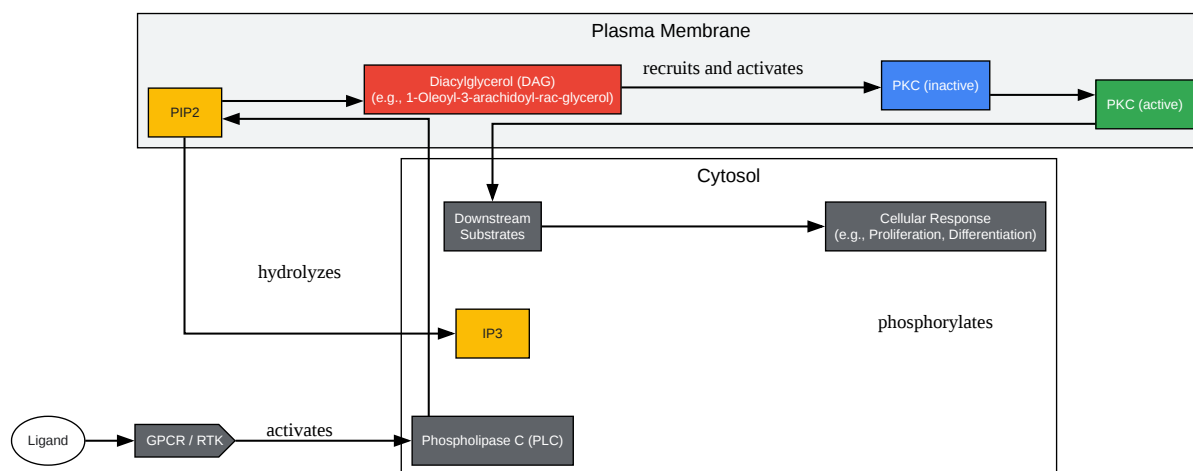 Plasma Membrane
Diacylglycerol (DAG)
(e.g., 1-Oleoyl-3-arachidoyl-rac-glycerol)
recruits and activates
PKC (inactive)
PKC (active)
PIP2
Cytosol
Downstream
Substrates
Cellular Response
(e.g., Proliferation, Differentiation)
hydrolyzes
phosphorylates
IP3
Ligand
GPCR / RTK
activates
Phospholipase C (PLC)